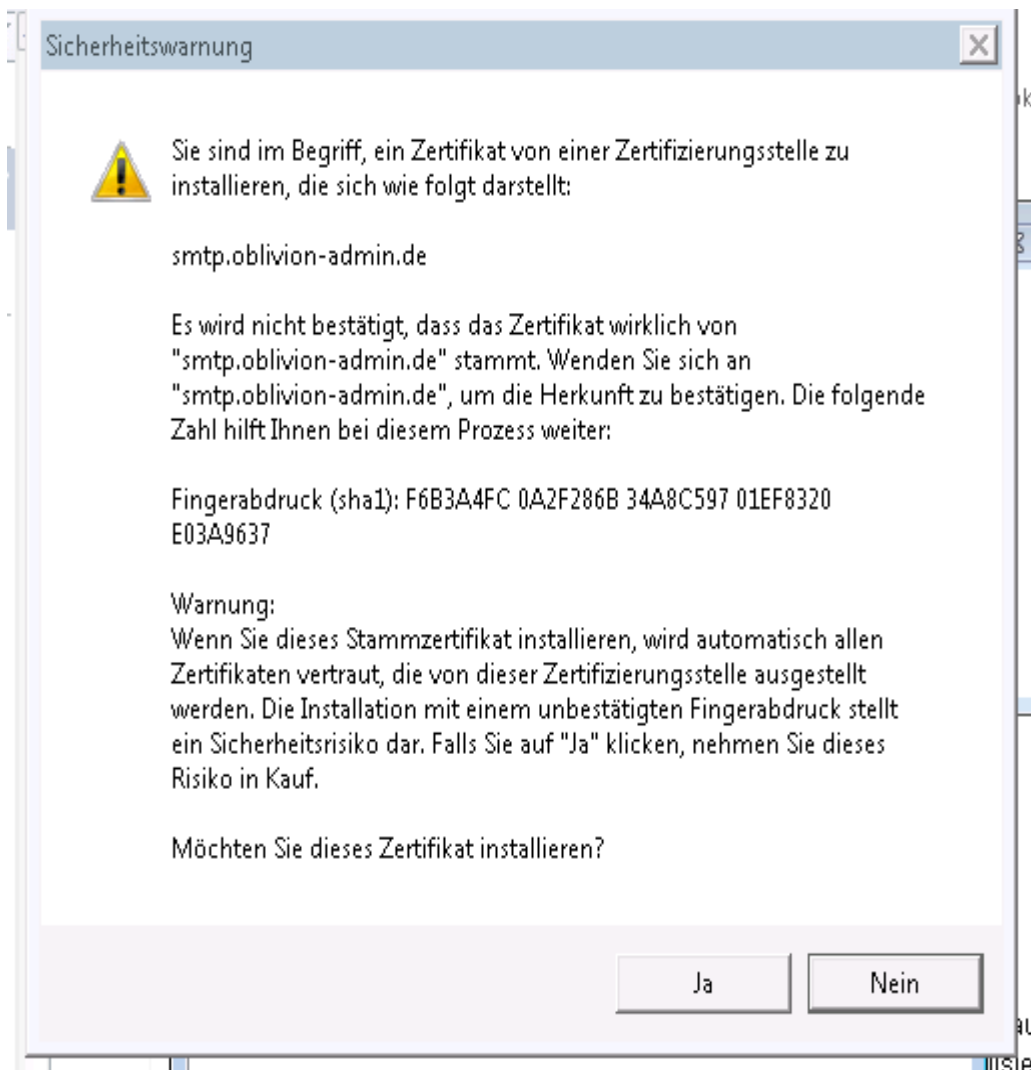 Sicherheitswarnung
Sie sind im Begriff, ein Zertifikat von einer Zertifizierungsstelle zu
installieren, die sich wie folgt darstellt:
smtp.oblivion-admin.de
Es wird nicht bestätigt, dass das Zertifikat wirklich von
"smtp.oblivion-admin.de" stammt. Wenden Sie sich an
"smtp.oblivion-admin.de", um die Herkunft zu bestätigen. Die folgende
Zahl hilft Ihnen bei diesem Prozess weiter:
Fingerabdruck (sha1): F6B3A4FC 0A2F286B 34A8C597 01EF8320
E03A9637
Warnung:
Wenn Sie dieses Stammzertifikat installieren, wird automatisch allen
Zertifikaten vertraut, die von dieser Zertifizierungsstelle ausgestellt
werden. Die Installation mit einem unbestätigten Fingerabdruck stellt
ein Sicherheitsrisiko dar. Falls Sie auf "Ja" klicken, nehmen Sie dieses
Risiko in Kauf.
Möchten Sie dieses Zertifikat installieren?
Ja
Nein